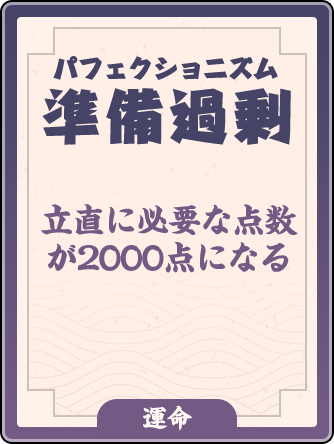 パフェクショニズム
準備過剰
立直に必要な点数
が2000点になる
運命